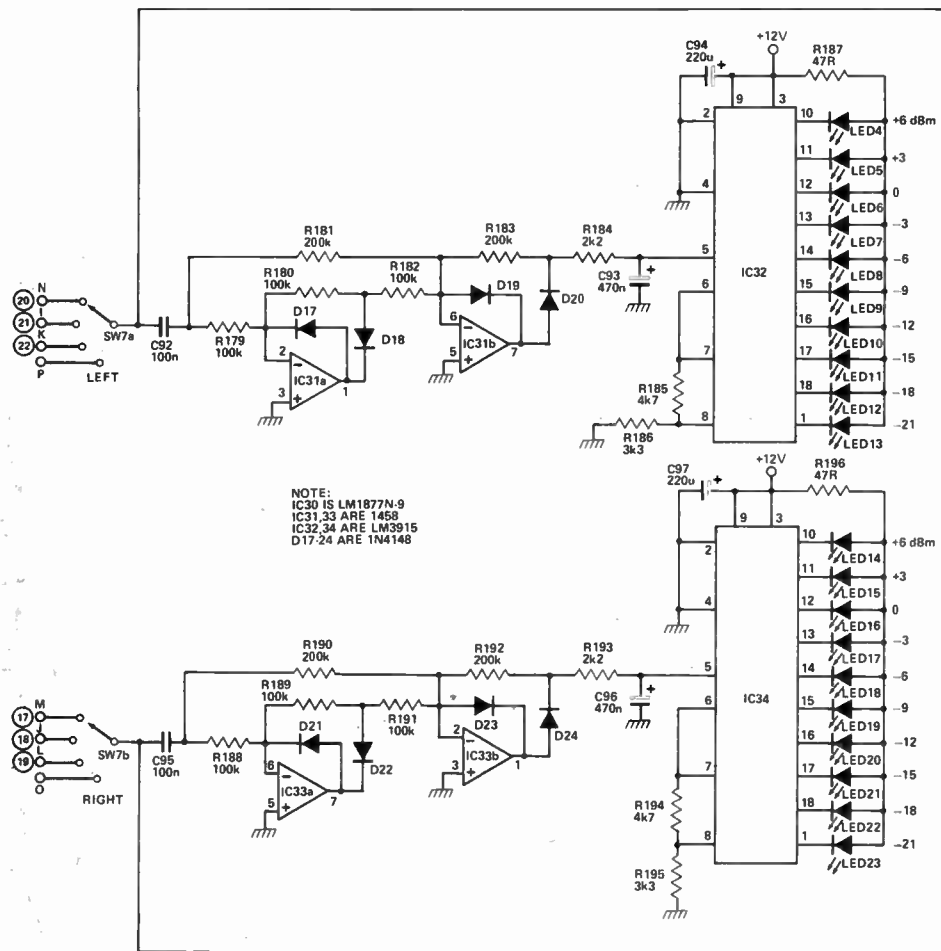 +12V
C94
220u
+
R187
47R
9
3
2
10
LED4
+6 dBm
11
LED5
+3
4
12
LED6
0
13
LED7
-3
R181
200k
R183
200k
R184
2k2
5
14
LED8
-6
R180
100k
R182
100k
C93
470n
+
IC32
D17
D18
D19
D20
6
15
LED9
-9
N
20
21
K
22
P
LEFT
SW7a
C92
100n
R179
100k
2
-
3
+
IC31a
1
6
-
5
+
IC31b
7
16
LED10
-12
7
17
LED11
-15
R185
4k7
18
LED12
-18
8
1
LED13
-21
R186
3k3
NOTE:
IC30 IS LM1877N-9
IC31,33 ARE 1458
IC32,34 ARE LM3915
D17-24 ARE 1N4148
+12V
C97
220u
+
R196
47R
9
3
2
10
LED14
+6 dBm
11
LED15
+3
4
12
LED16
0
13
LED17
-3
R190
200k
R192
200k
R193
2k2
5
14
LED18
-6
R189
100k
R191
100k
C96
470n
+
IC34
D21
D22
D23
D24
6
15
LED19
-9
M
17
18
L
19
O
RIGHT
SW7b
C95
100n
R188
100k
6
-
5
+
IC33a
7
2
-
3
+
IC33b
1
16
LED20
-12
7
17
LED21
-15
R194
4k7
18
LED22
-18
8
1
LED23
-21
R195
3k3